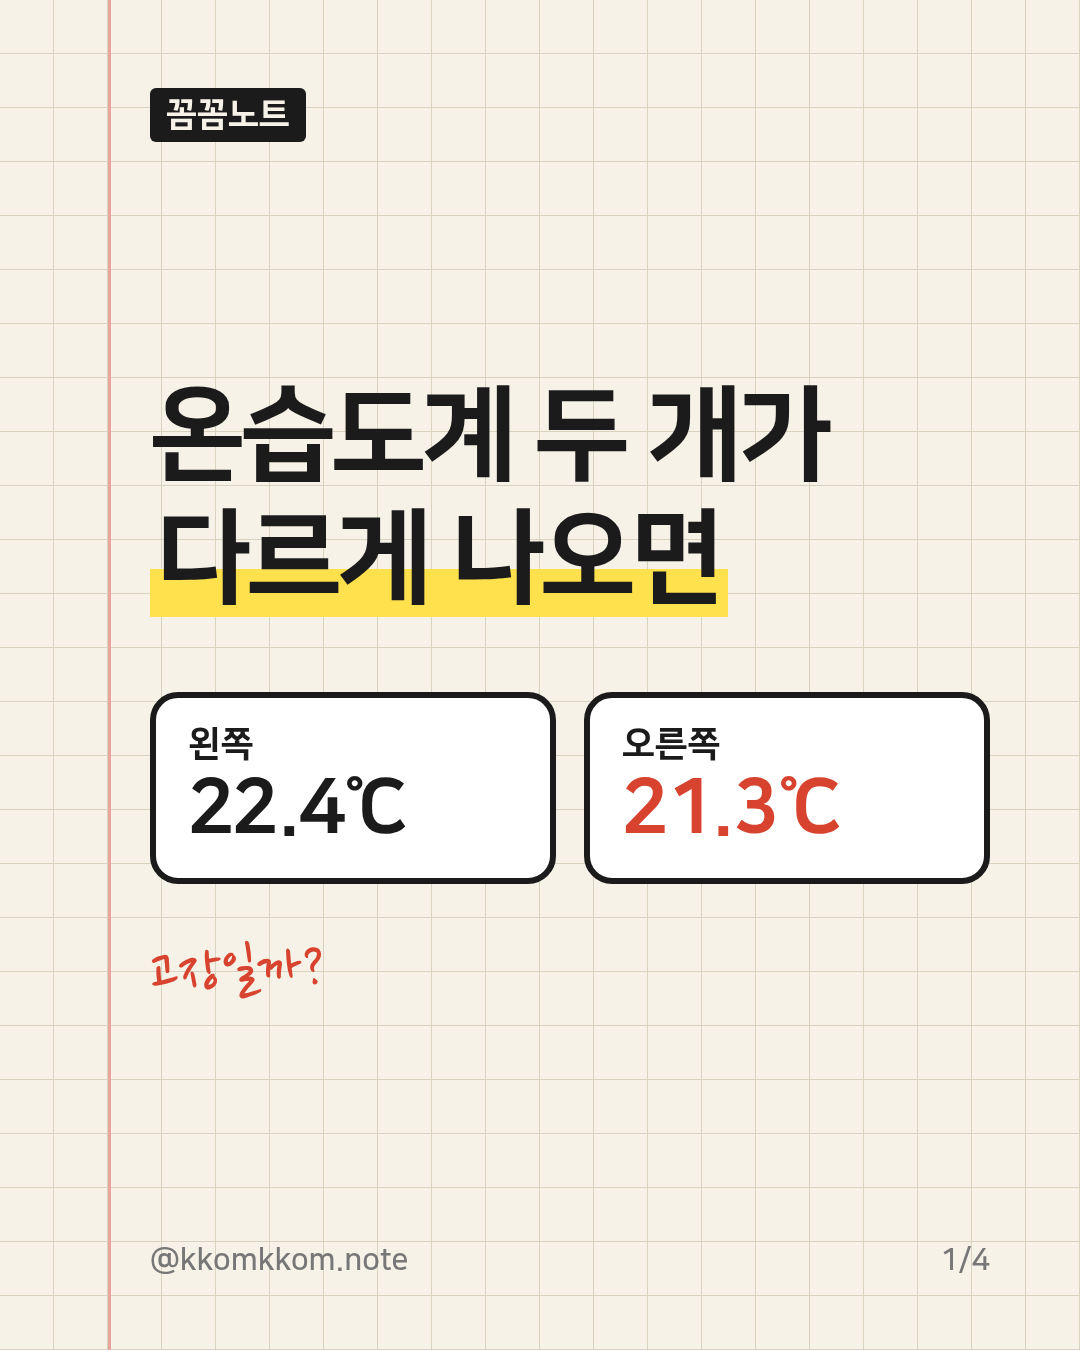 꼼꼼노트
온습도계 두 개가
다르게 나오면
왼쪽
22.4℃
오른쪽
21.3℃
고장일까?
@kkomkkom.note
1/4